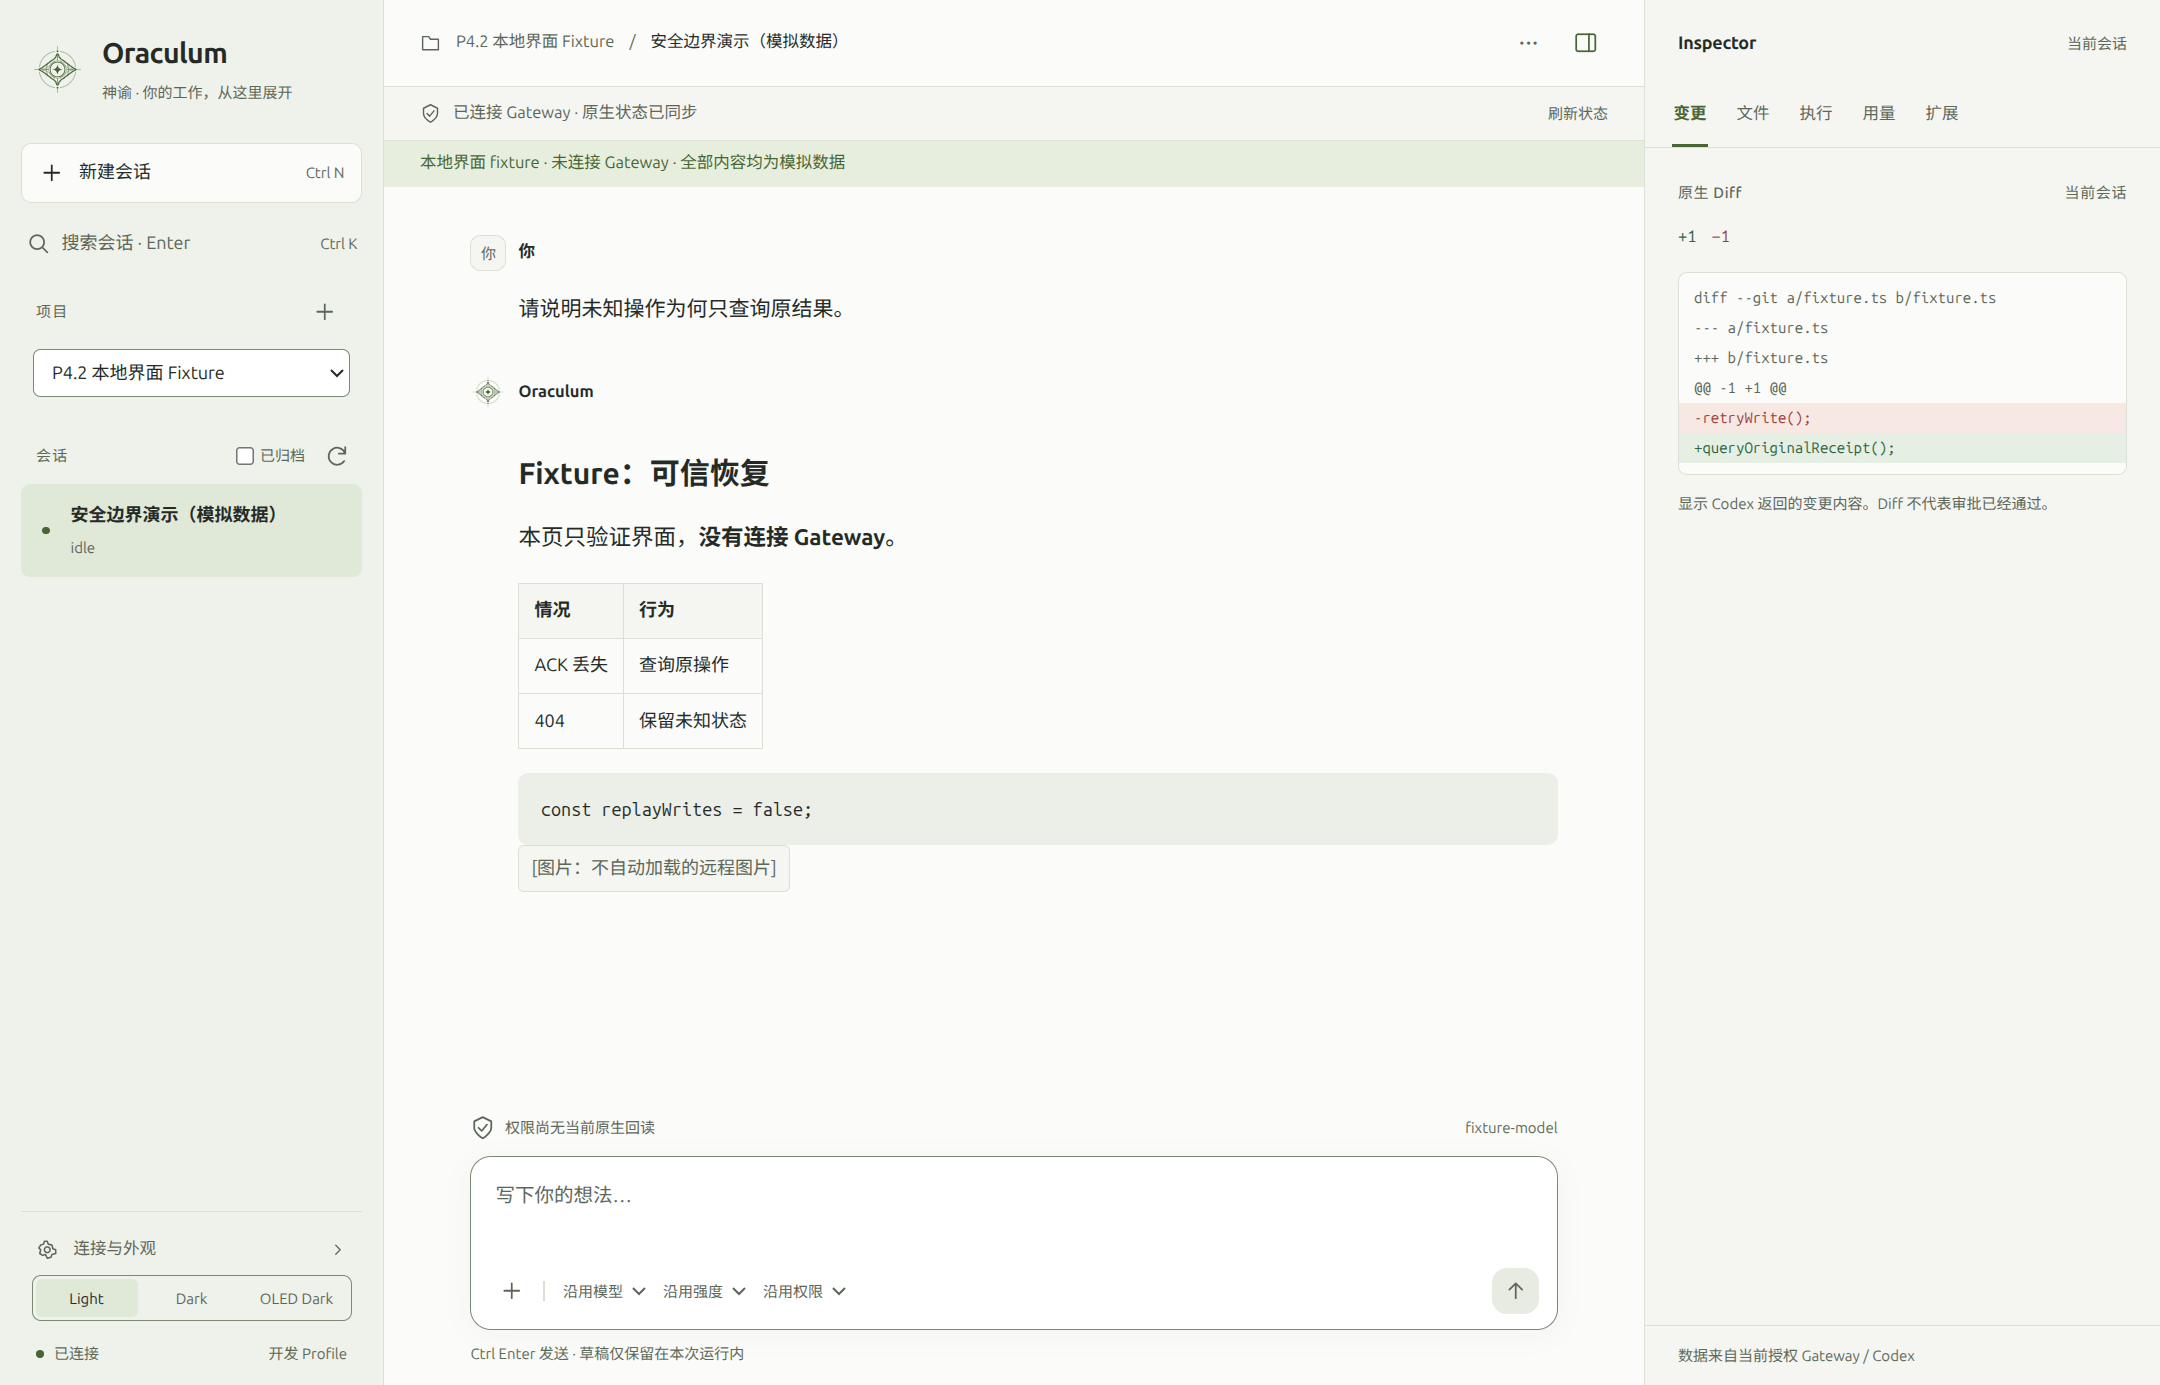 Oraculum
神谕 · 你的工作，从这里展开
新建会话 Ctrl N
搜索会话 · Enter Ctrl K
项目
P4.2 本地界面 Fixture
会话 已归档
安全边界演示（模拟数据）
idle
连接与外观
Light Dark OLED Dark
已连接 开发 Profile
P4.2 本地界面 Fixture / 安全边界演示（模拟数据）
已连接 Gateway · 原生状态已同步 刷新状态
本地界面 fixture · 未连接 Gateway · 全部内容均为模拟数据
你 你
请说明未知操作为何只查询原结果。
Oraculum
Fixture：可信恢复
本页只验证界面，没有连接 Gateway。
情况 行为
ACK 丢失 查询原操作
404 保留未知状态
const replayWrites = false;
[图片：不自动加载的远程图片]
权限尚无当前原生回读 fixture-model
写下你的想法…
沿用模型 沿用强度 沿用权限
Ctrl Enter 发送 · 草稿仅保留在本次运行内
Inspector 当前会话
变更 文件 执行 用量 扩展
原生 Diff 当前会话
+1 −1
diff --git a/fixture.ts b/fixture.ts
--- a/fixture.ts
+++ b/fixture.ts
@@ -1 +1 @@
-retryWrite();
+queryOriginalReceipt();
显示 Codex 返回的变更内容。Diff 不代表审批已经通过。
数据来自当前授权 Gateway / Codex